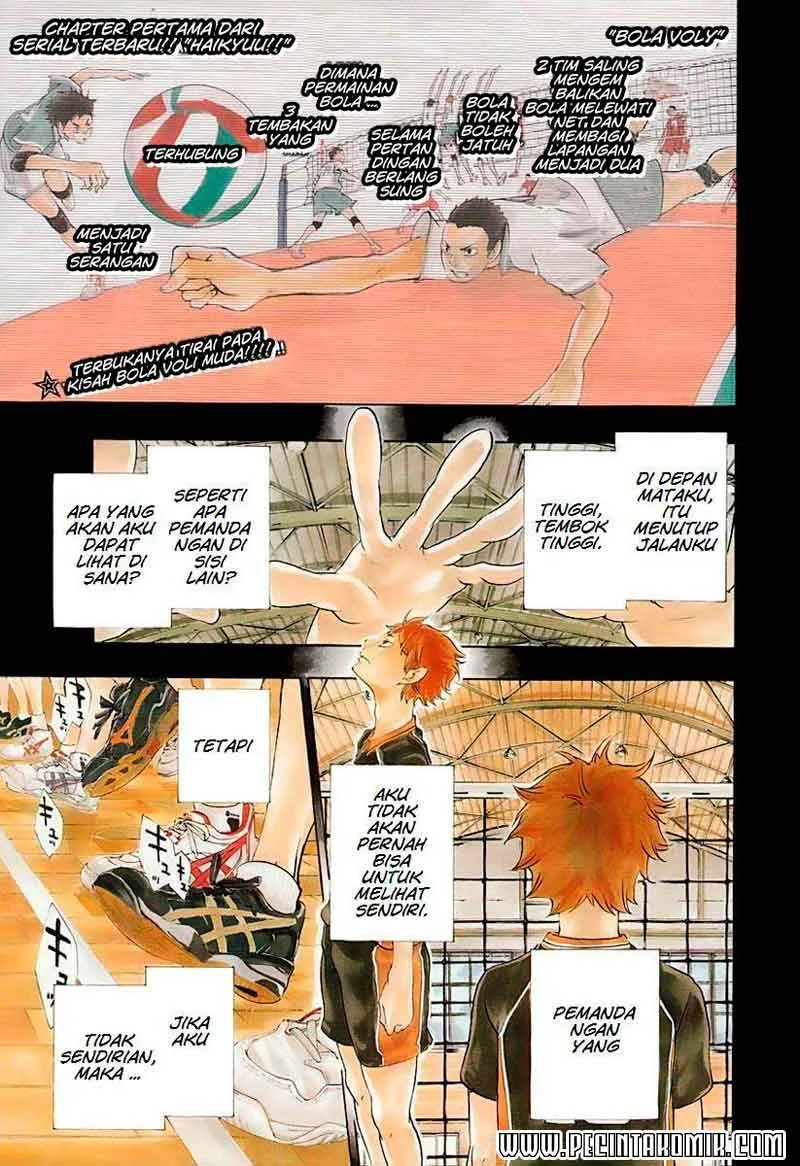 CHAPTER PERTAMA DARI
SERIAL TERBARU!! "HAIKYUU!!"
"BOLA VOLY"
2 TIM SALING
MENGEM
BALIKAN
BOLA MELEWATI
NET DAN
MEMBAGI
LAPANGAN
MENJADI DUA
BOLA
TIDAK
BOLEH
JATUH
SELAMA
PERTAN
DINGAN
BERLANG
SUNG
DIMANA
PERMAINAN
BOLA ...
3
TEMBAKAN
YANG
TERHUBUNG
MENJADI
SATU
SERANGAN
TERBUKANYA TIRAI PADA
KISAH BOLA VOLI MUDA!!!!!
DI DEPAN
MATAKU,
ITU
MENUTUP
JALANKU
TINGGI,
TEMBOK
TINGGI.
SEPERTI
APA
PEMANDA
NGAN DI
SISI
LAIN?
APA YANG
AKAN AKU
DAPAT
LIHAT DI
SANA?
PEMANDA
NGAN YANG
AKU
TIDAK
AKAN
PERNAH
BISA
UNTUK
MELIHAT
SENDIRI.
TETAPI
JIKA
AKU
TIDAK
SENDIRIAN,
MAKA ...
WWW.PECINTAKOMIK.COM